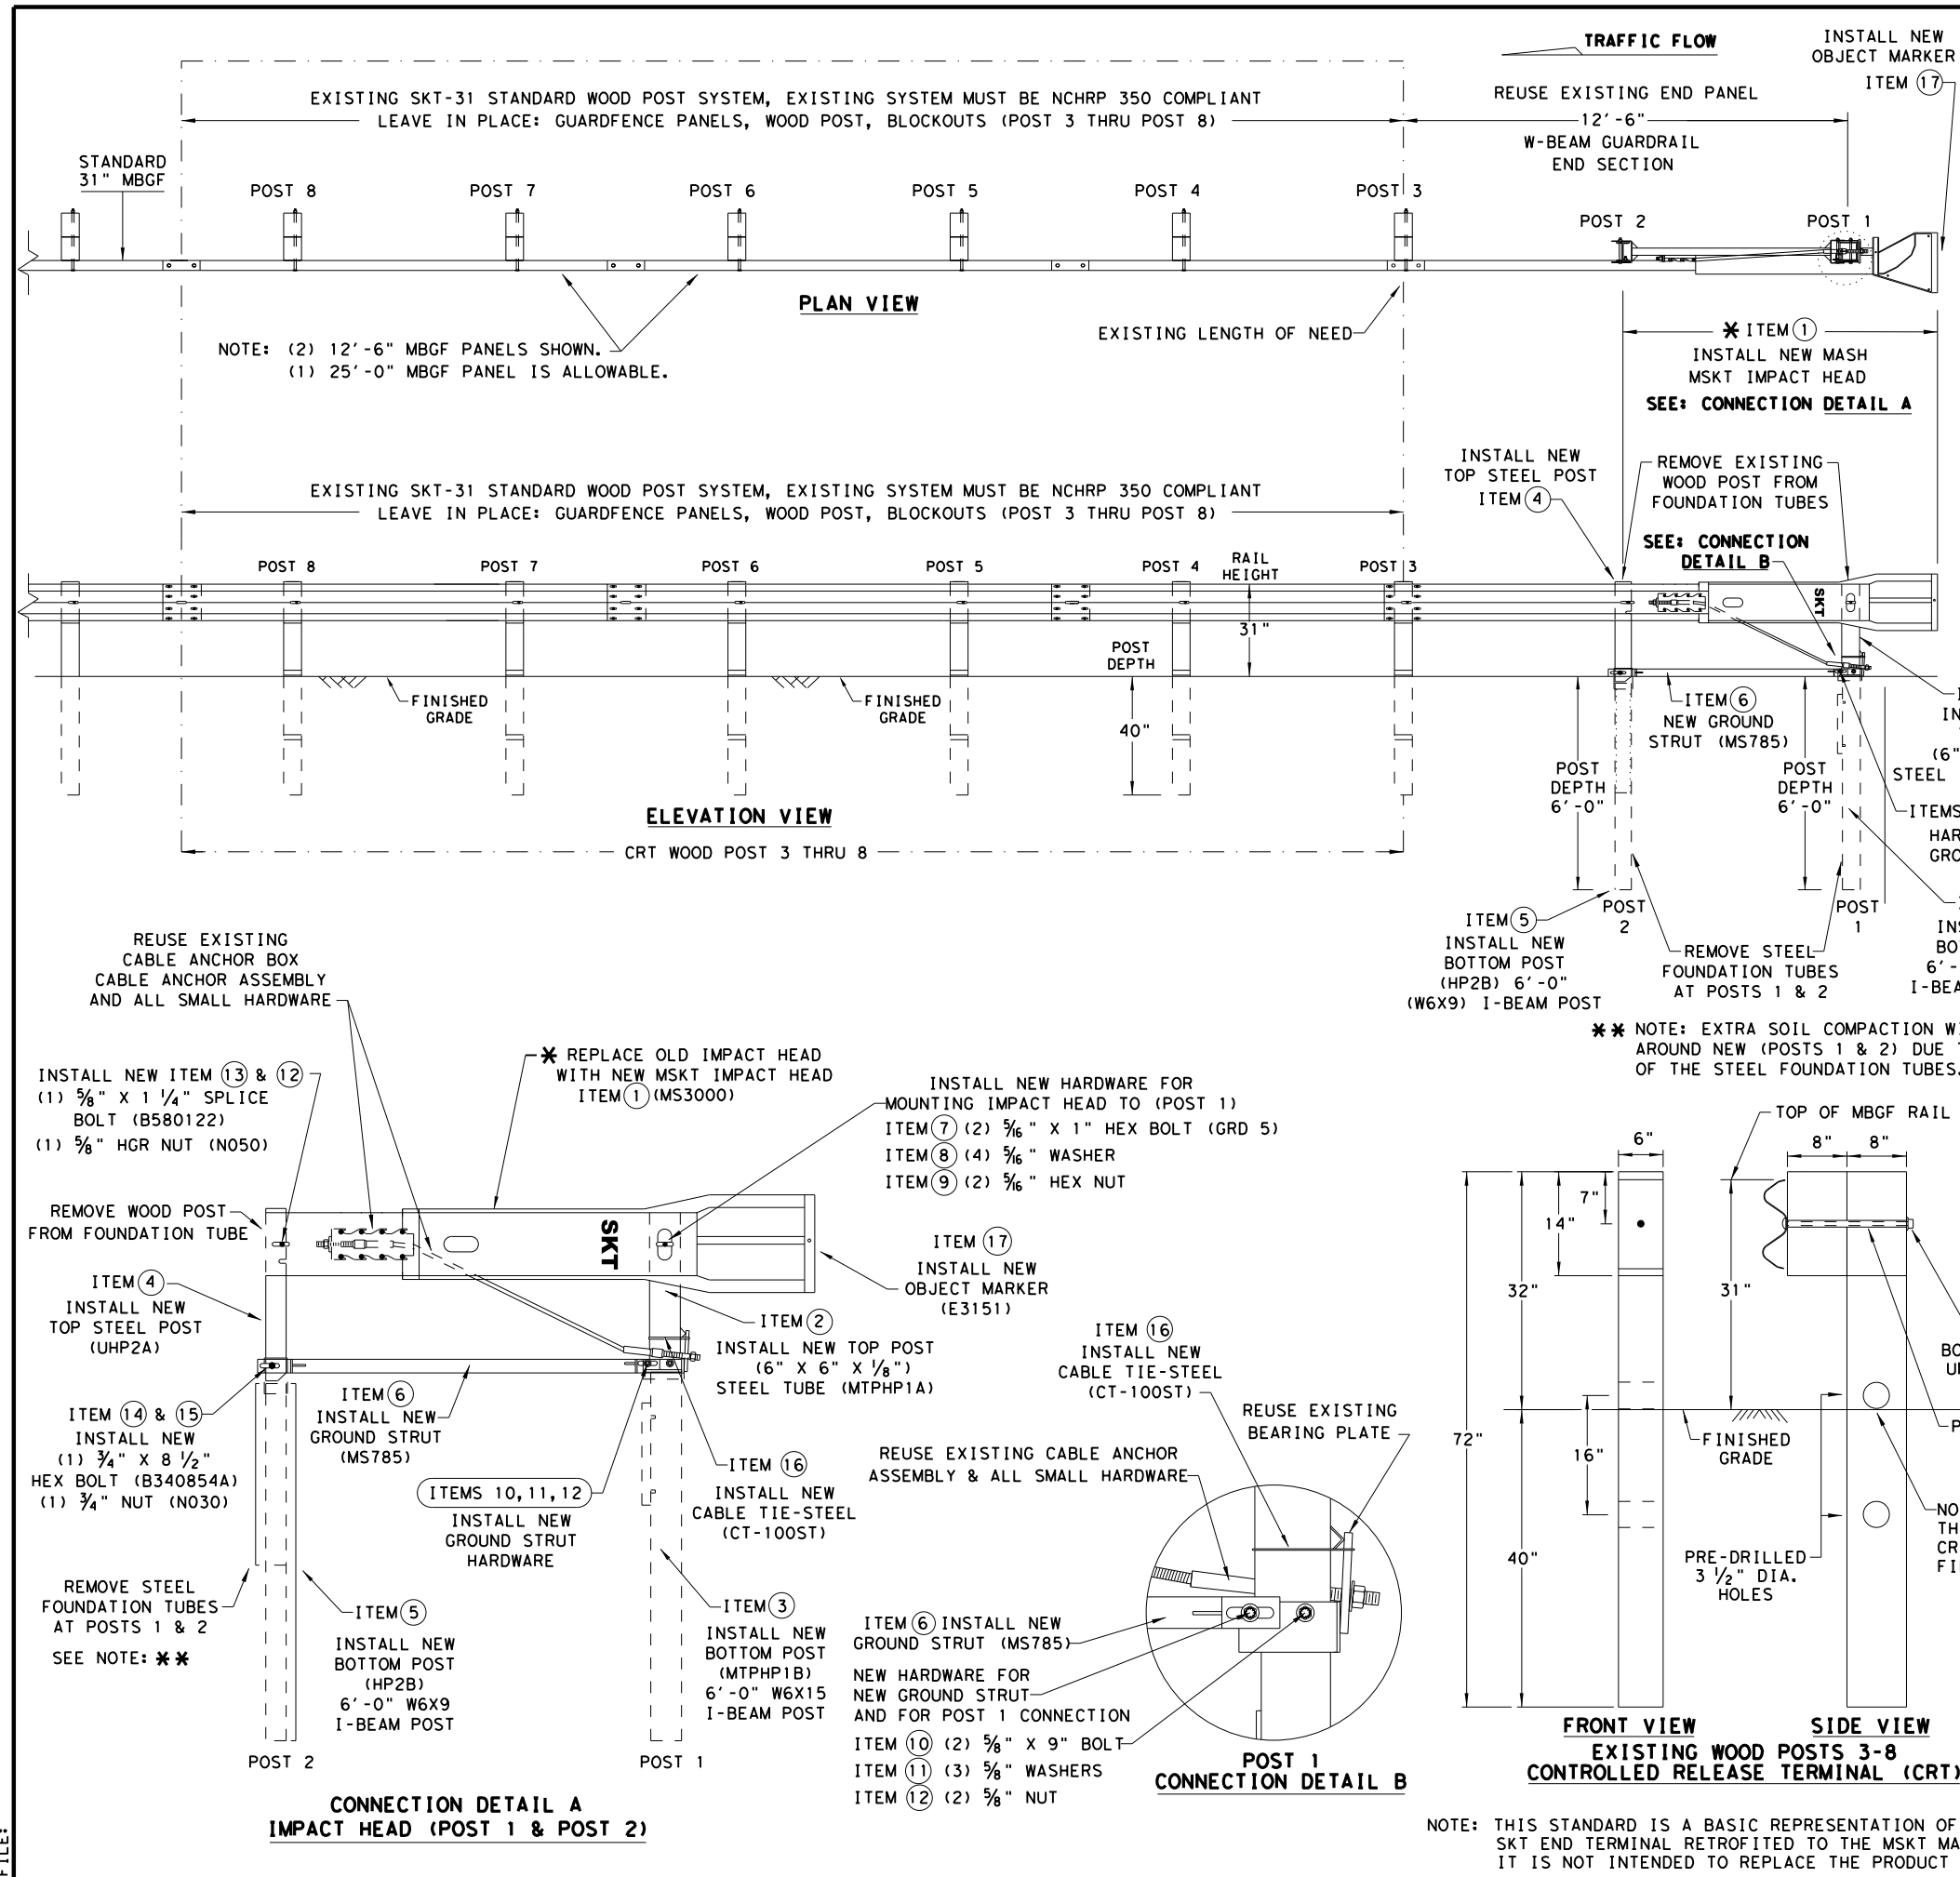 TRAFFIC FLOW
INSTALL NEW
OBJECT MARKER
ITEM 17
EXISTING SKT-31 STANDARD WOOD POST SYSTEM, EXISTING SYSTEM MUST BE NCHRP 350 COMPLIANT
LEAVE IN PLACE: GUARDFENCE PANELS, WOOD POST, BLOCKOUTS (POST 3 THRU POST 8)
REUSE EXISTING END PANEL
12'-6"
W-BEAM GUARDRAIL
END SECTION
STANDARD
31" MBGF
POST 8
POST 7
POST 6
POST 5
POST 4
POST 3
POST 2
POST 1
PLAN VIEW
NOTE: (2) 12'-6" MBGF PANELS SHOWN.
(1) 25'-0" MBGF PANEL IS ALLOWABLE.
EXISTING LENGTH OF NEED
* ITEM 1
INSTALL NEW MASH
MSKT IMPACT HEAD
SEE: CONNECTION DETAIL A
EXISTING SKT-31 STANDARD WOOD POST SYSTEM, EXISTING SYSTEM MUST BE NCHRP 350 COMPLIANT
LEAVE IN PLACE: GUARDFENCE PANELS, WOOD POST, BLOCKOUTS (POST 3 THRU POST 8)
INSTALL NEW
TOP STEEL POST
ITEM 4
REMOVE EXISTING
WOOD POST FROM
FOUNDATION TUBES
SEE: CONNECTION
DETAIL B
POST 8
POST 7
POST 6
POST 5
POST 4
RAIL
HEIGHT
POST 3
31"
SKT
POST
DEPTH
40"
FINISHED
GRADE
FINISHED
GRADE
ITEM 6
NEW GROUND
STRUT (MS785)
POST
DEPTH
6'-0"
POST
DEPTH
6'-0"
IN
(6"
STEEL
ITEMS
HAR
GRO
ELEVATION VIEW
CRT WOOD POST 3 THRU 8
POST
2
POST
1
ITEM 5
INSTALL NEW
BOTTOM POST
(HP2B) 6'-0"
(W6X9) I-BEAM POST
REMOVE STEEL
FOUNDATION TUBES
AT POSTS 1 & 2
INS
BO
6'-
I-BEA
** NOTE: EXTRA SOIL COMPACTION W
AROUND NEW (POSTS 1 & 2) DUE
OF THE STEEL FOUNDATION TUBES.
REUSE EXISTING
CABLE ANCHOR BOX
CABLE ANCHOR ASSEMBLY
AND ALL SMALL HARDWARE
INSTALL NEW ITEM 13 & 12
(1) 5/8" X 1 1/4" SPLICE
BOLT (B580122)
(1) 5/8" HGR NUT (N050)
* REPLACE OLD IMPACT HEAD
WITH NEW MSKT IMPACT HEAD
ITEM 1 (MS3000)
INSTALL NEW HARDWARE FOR
MOUNTING IMPACT HEAD TO (POST 1)
ITEM 7 (2) 5/16" X 1" HEX BOLT (GRD 5)
ITEM 8 (4) 5/16" WASHER
ITEM 9 (2) 5/16" HEX NUT
REMOVE WOOD POST
FROM FOUNDATION TUBE
SKT
ITEM 17
INSTALL NEW
OBJECT MARKER
(E3151)
ITEM 4
INSTALL NEW
TOP STEEL POST
(UHP2A)
ITEM 2
INSTALL NEW TOP POST
(6" X 6" X 1/8")
STEEL TUBE (MTPHP1A)
ITEM 14 & 15
INSTALL NEW
(1) 3/4" X 8 1/2"
HEX BOLT (B340854A)
(1) 3/4" NUT (N030)
ITEM 6
INSTALL NEW
GROUND STRUT
(MS785)
ITEMS 10,11,12
INSTALL NEW
GROUND STRUT
HARDWARE
ITEM 16
INSTALL NEW
CABLE TIE-STEEL
(CT-100ST)
REMOVE STEEL
FOUNDATION TUBES
AT POSTS 1 & 2
SEE NOTE: **
ITEM 5
INSTALL NEW
BOTTOM POST
(HP2B)
6'-0" W6X9
I-BEAM POST
ITEM 3
INSTALL NEW
BOTTOM POST
(MTPHP1B)
6'-0" W6X15
I-BEAM POST
POST 2
POST 1
CONNECTION DETAIL A
IMPACT HEAD (POST 1 & POST 2)
ITEM 16
INSTALL NEW
CABLE TIE-STEEL
(CT-100ST)
REUSE EXISTING
BEARING PLATE
REUSE EXISTING CABLE ANCHOR
ASSEMBLY & ALL SMALL HARDWARE
ITEM 6 INSTALL NEW
GROUND STRUT (MS785)
NEW HARDWARE FOR
NEW GROUND STRUT
AND FOR POST 1 CONNECTION
ITEM 10 (2) 5/8" X 9" BOLT
ITEM 11 (3) 5/8" WASHERS
ITEM 12 (2) 5/8" NUT
POST 1
CONNECTION DETAIL B
TOP OF MBGF RAIL
6"
8"
8"
7"
14"
32"
31"
72"
16"
40"
FINISHED
GRADE
PRE-DRILLED
3 1/2" DIA.
HOLES
BO
U
P
NO
TH
CR
FI
FRONT VIEW
SIDE VIEW
EXISTING WOOD POSTS 3-8
CONTROLLED RELEASE TERMINAL (CRT)
NOTE: THIS STANDARD IS A BASIC REPRESENTATION OF
SKT END TERMINAL RETROFITED TO THE MSKT MA
IT IS NOT INTENDED TO REPLACE THE PRODUCT
FILE: